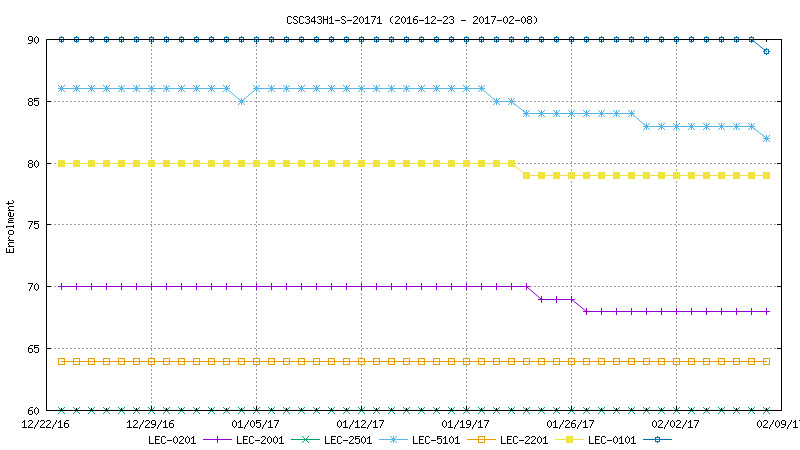 CSC343H1-S-20171 (2016-12-23 - 2017-02-08)
90
85
80
75
70
65
60
Enrolment
12/22/16 12/29/16 01/05/17 01/12/17 01/19/17 01/26/17 02/02/17 02/09/1
LEC-0201 LEC-2001 LEC-2501 LEC-5101 LEC-2201 LEC-0101